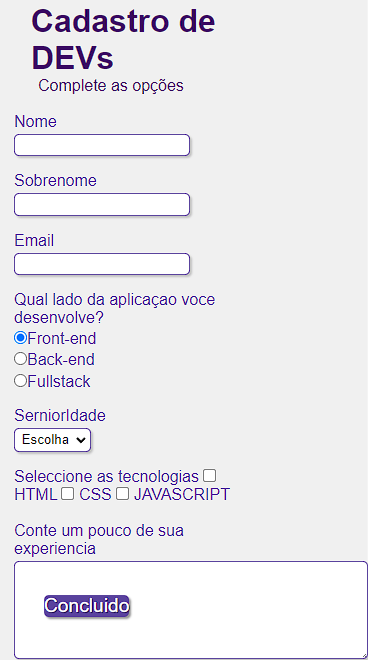 Cadastro de
DEVs
Complete as opções
Nome
Sobrenome
Email
Qual lado da aplicaçao voce
desenvolve?
Front-end
Back-end
Fullstack
SerniorIdade
Escolha
Seleccione as tecnologias
HTML CSS JAVASCRIPT
Conte um pouco de sua
experiencia
Concluido